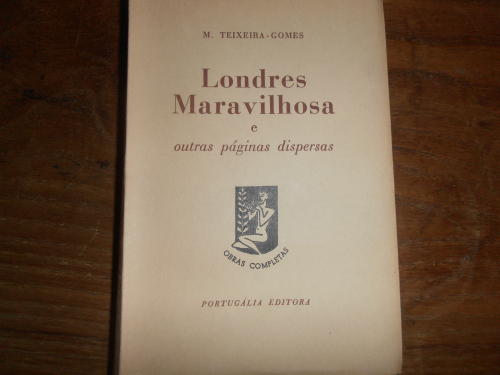 M. TEIXEIRA-GOMES
Londres
Maravilhosa
e
outras páginas dispersas
OBRAS COMPLETAS
PORTUGÁLIA EDITORA